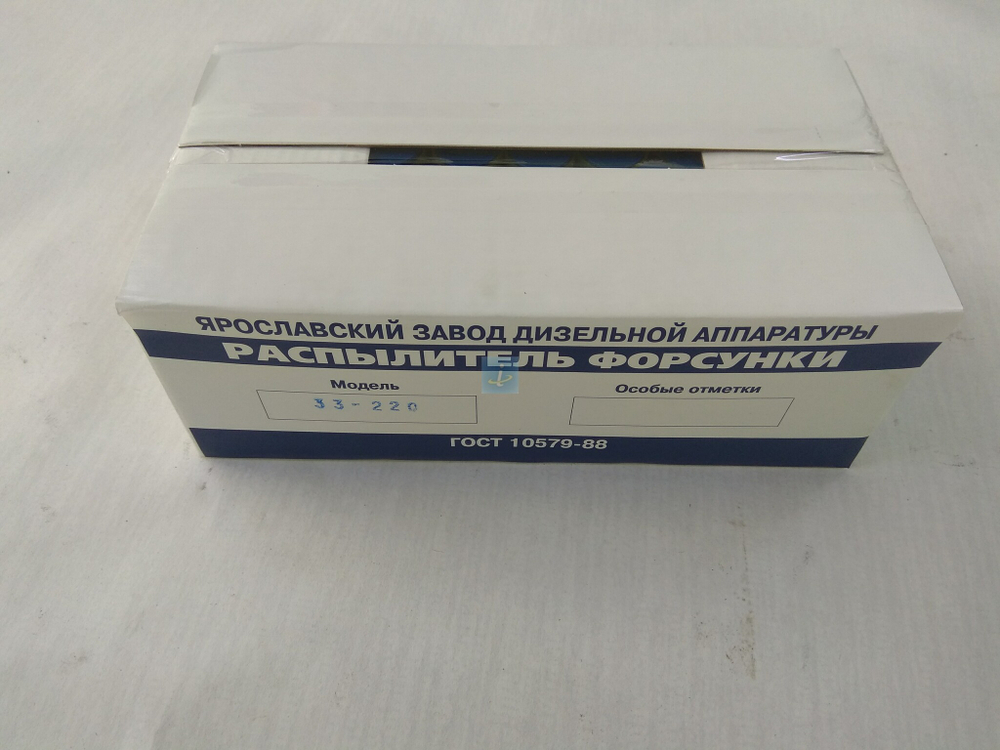 ЯРОСЛАВСКИЙ ЗАВОД ДИЗЕЛЬНОЙ АППАРАТУРЫ
РАСПЫЛИТЕЛЬ ФОРСУНКИ
Модель Особые отметки
33-220
ГОСТ 10579-88